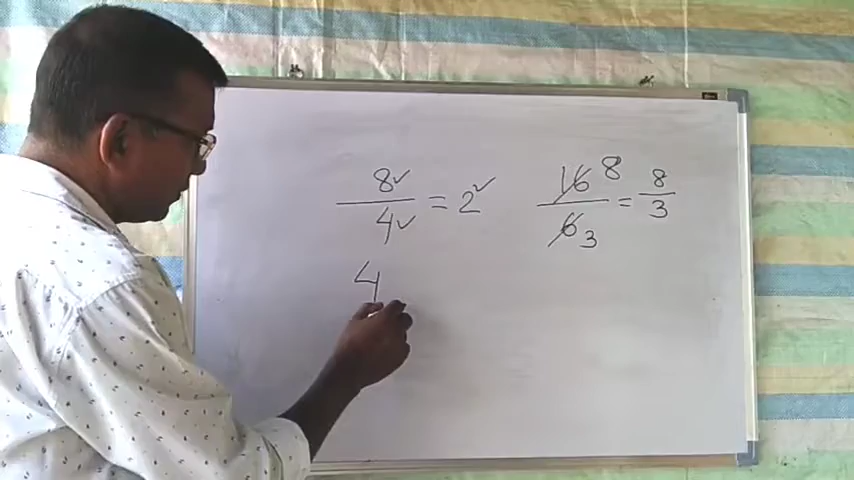 8✓/4✓ = 2✓
16 8/6 3 = 8/3
4